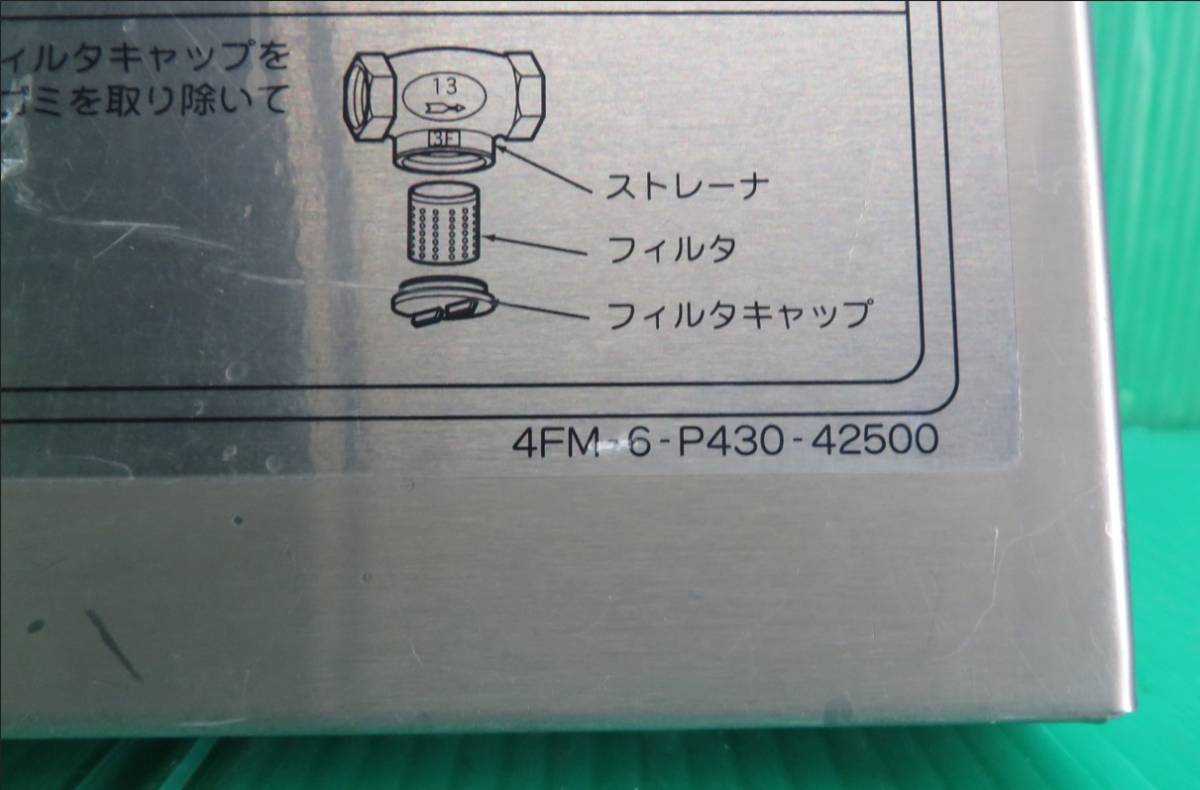 ィルタキャップを
ゴミを取り除いて
13
3F
ストレーナ
フィルタ
フィルタキャップ
4FM-6-P430-42500